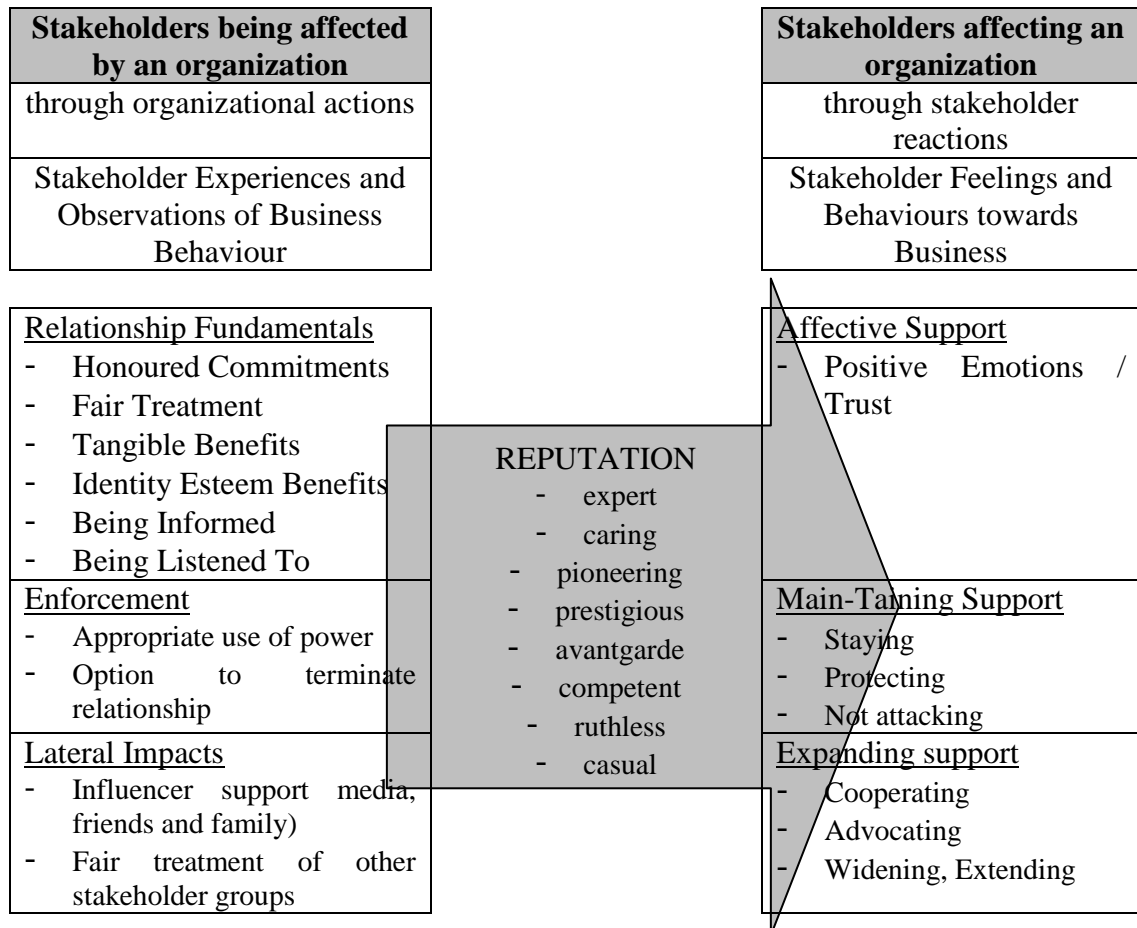 Stakeholders being affected
by an organization
through organizational actions
Stakeholder Experiences and
Observations of Business
Behaviour
Relationship Fundamentals
- Honoured Commitments
- Fair Treatment
- Tangible Benefits
- Identity Esteem Benefits
- Being Informed
- Being Listened To
Enforcement
- Appropriate use of power
- Option to terminate
relationship
Lateral Impacts
- Influencer support media,
friends and family)
- Fair treatment of other
stakeholder groups
REPUTATION
- expert
- caring
- pioneering
- prestigious
- avantgarde
- competent
- ruthless
- casual
Stakeholders affecting an
organization
through stakeholder
reactions
Stakeholder Feelings and
Behaviours towards
Business
Affective Support
- Positive Emotions /
Trust
Main-Taining Support
- Staying
- Protecting
- Not attacking
Expanding support
- Cooperating
- Advocating
- Widening, Extending